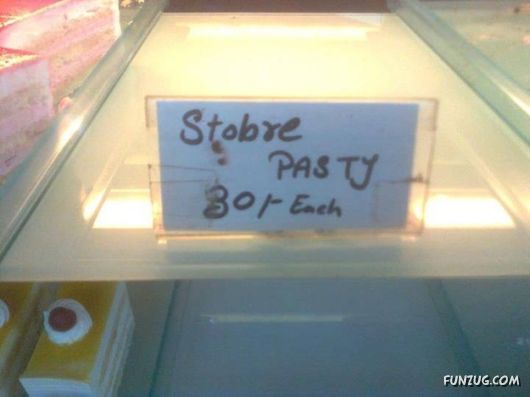 Stobre
PASTY
30/- Each
FUNZUG.COM